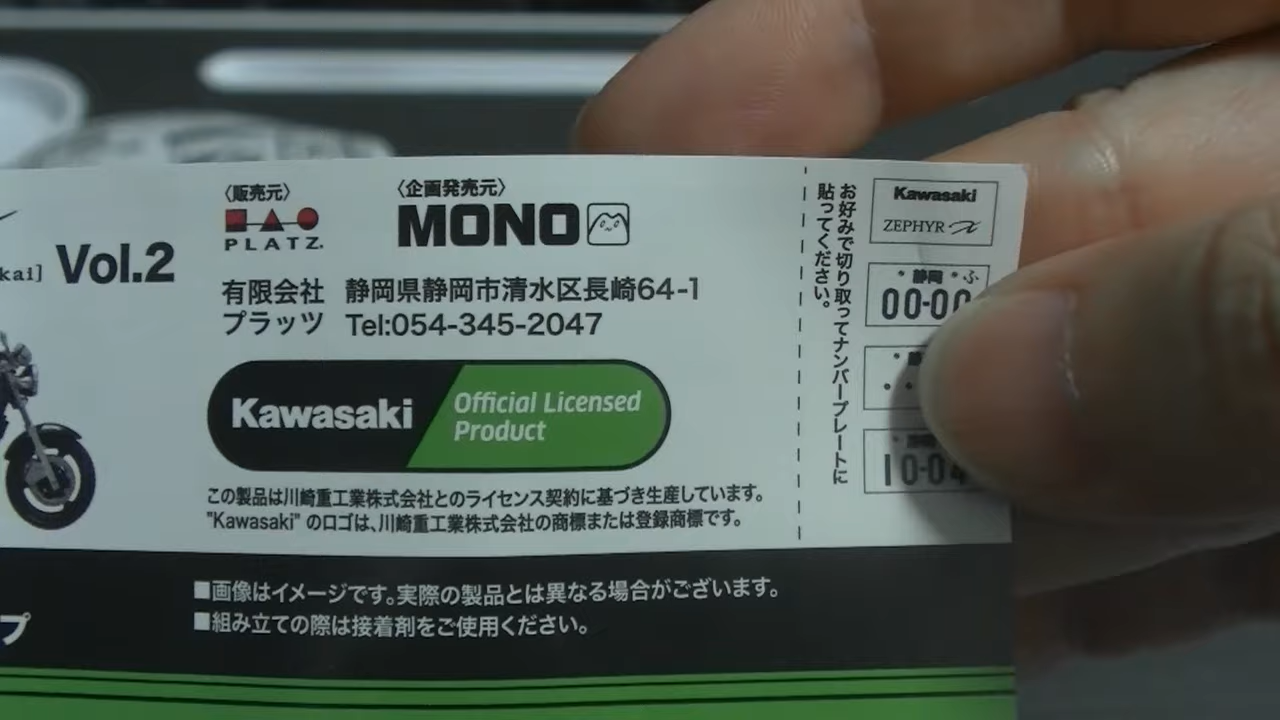 kai] Vol.2
〈販売元〉
PLATZ.
〈企画発売元〉
MONO
有限会社 静岡県静岡市清水区長崎64-1
プラッツ Tel:054-345-2047
Kawasaki Official Licensed
Product
この製品は川崎重工業株式会社とのライセンス契約に基づき生産しています。
"Kawasaki" のロゴは、川崎重工業株式会社の商標または登録商標です。
お好みで切り取ってナンバープレートに
貼ってください。
Kawasaki
ZEPHYR χ
静岡 ふ
00-00
10-04
プ
■画像はイメージです。実際の製品とは異なる場合がございます。
■組み立ての際は接着剤をご使用ください。